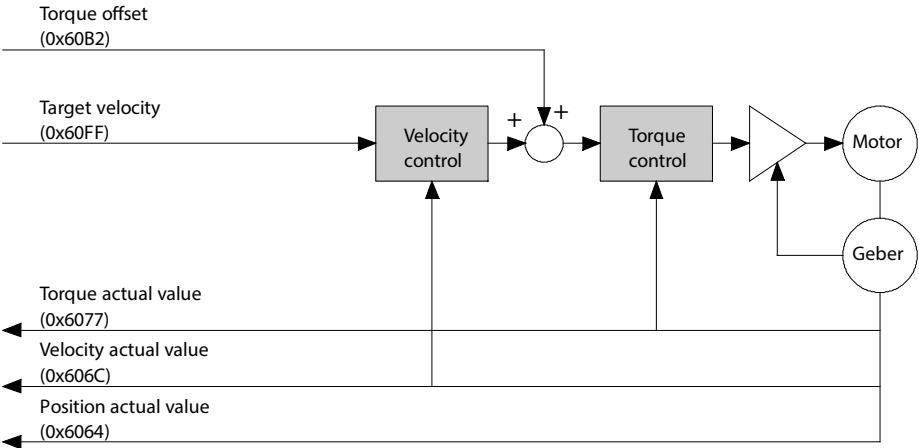 Torque offset
(0x60B2)
Target velocity
(0x60FF)
+ +
Velocity
control
Torque
control
Motor
Geber
Torque actual value
(0x6077)
Velocity actual value
(0x606C)
Position actual value
(0x6064)